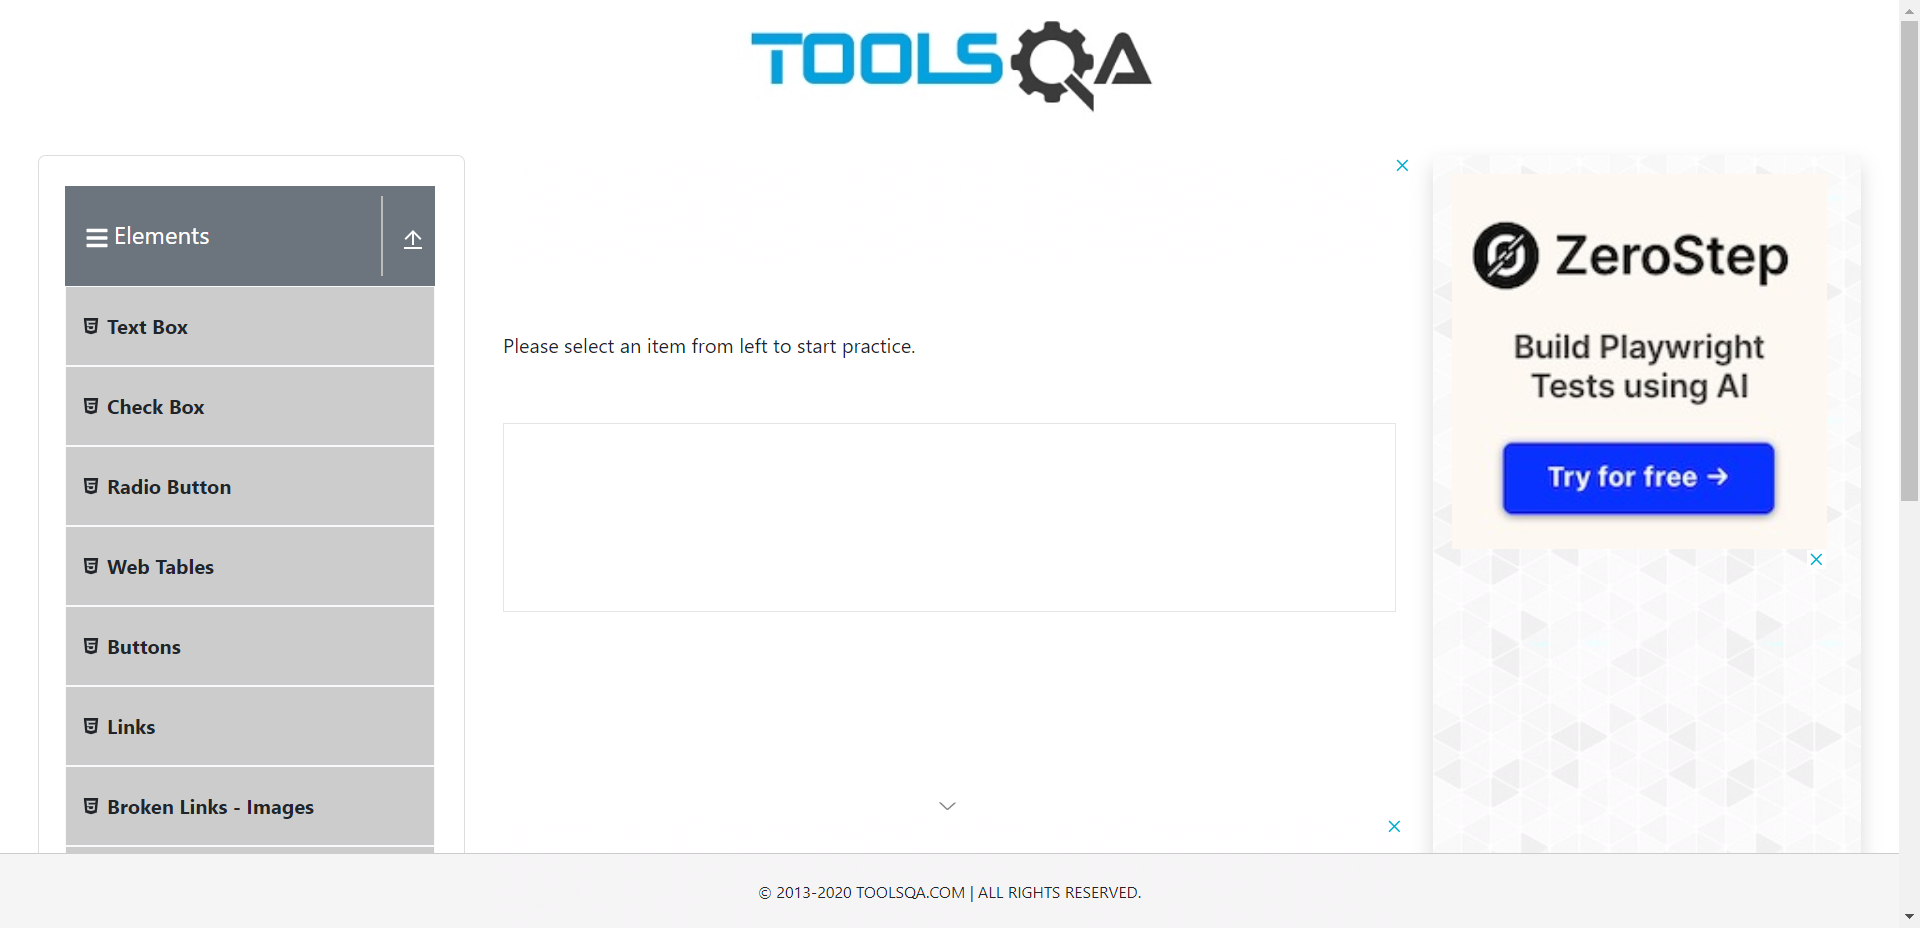 TOOLSQA
Elements
Text Box
Check Box
Radio Button
Web Tables
Buttons
Links
Broken Links - Images
Please select an item from left to start practice.
ZeroStep
Build Playwright
Tests using AI
Try for free →
© 2013-2020 TOOLSQA.COM | ALL RIGHTS RESERVED.